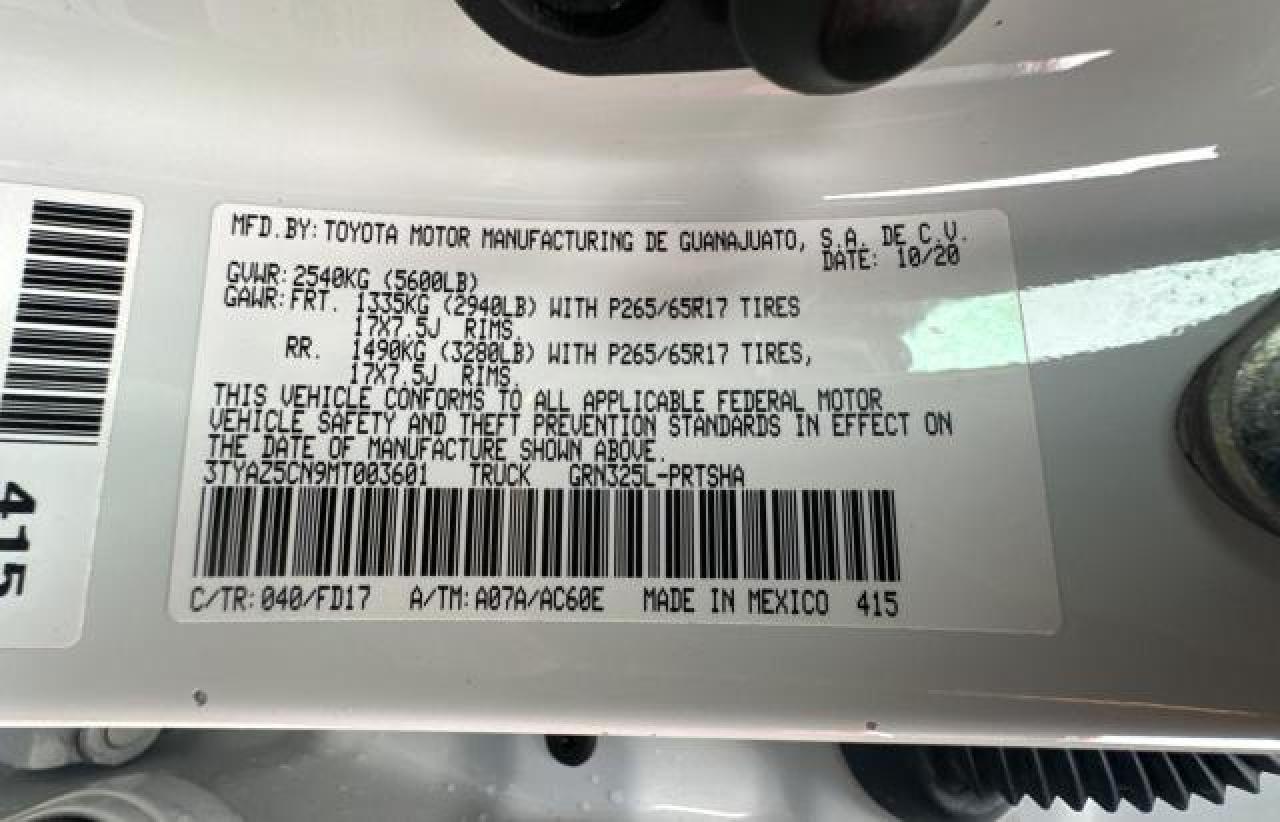 MFD.BY: TOYOTA MOTOR MANUFACTURING DE GUANAJUATO, S.A. DE C.V.
DATE: 10/20
GVWR: 2540KG (5600LB)
GAWR: FRT. 1335KG (2940LB) WITH P265/65R17 TIRES
17X7.5J RIMS,
RR. 1490KG (3280LB) WITH P265/65R17 TIRES,
17X7.5J RIMS,
THIS VEHICLE CONFORMS TO ALL APPLICABLE FEDERAL MOTOR
VEHICLE SAFETY AND THEFT PREVENTION STANDARDS IN EFFECT ON
THE DATE OF MANUFACTURE SHOWN ABOVE.
3TYAZ5CN9MT003601 TRUCK GRN325L-PRTSHA
C/TR: 040/FD17 A/TM: A07A/AC60E MADE IN MEXICO 415
415